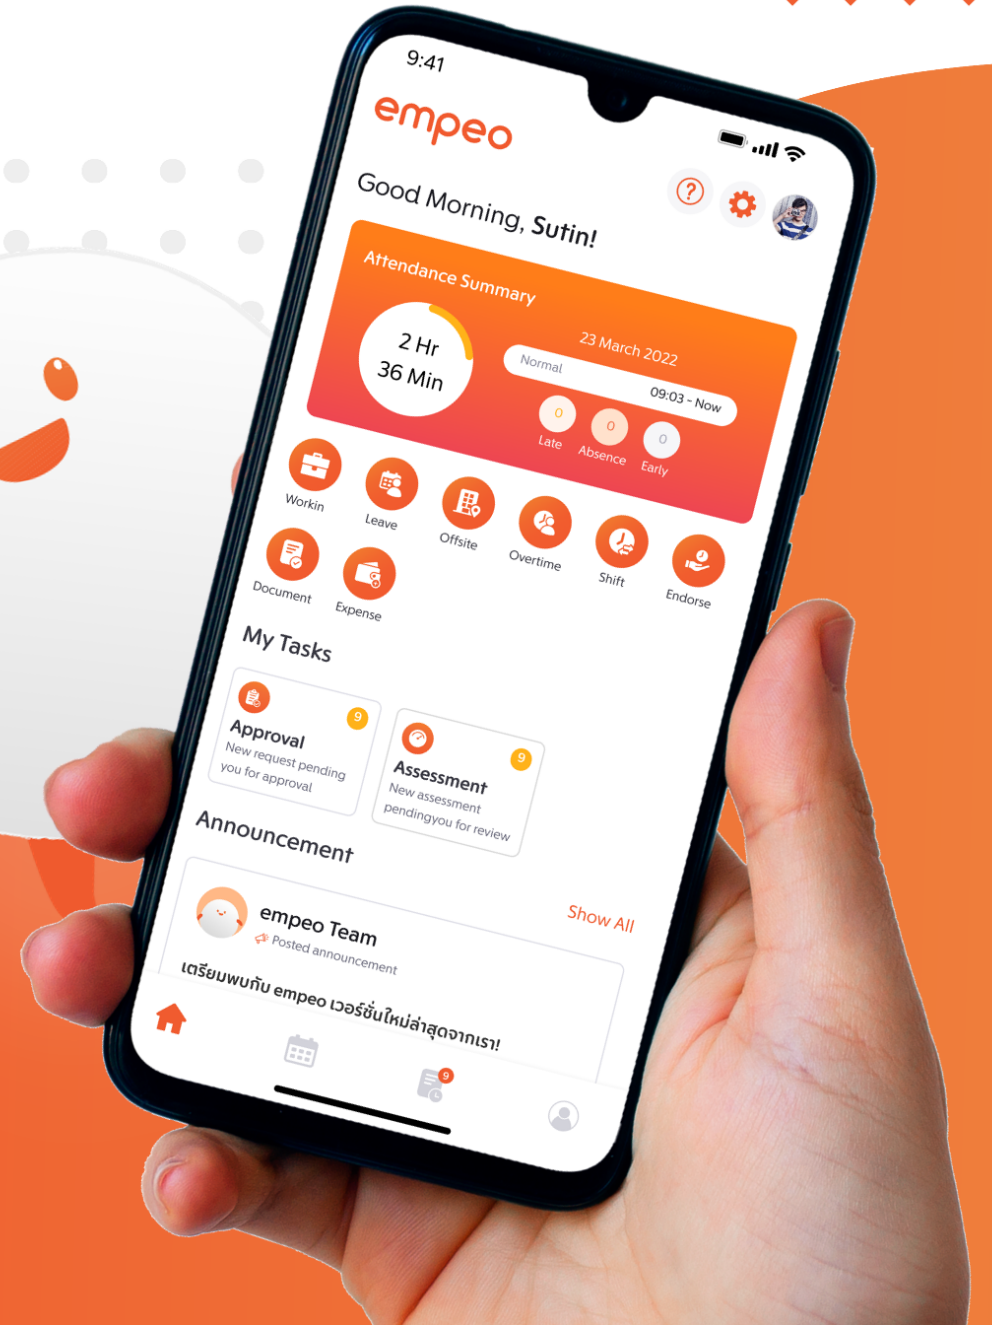 9:41
empeo
Good Morning, Sutin!
Attendance Summary
2 Hr
36 Min
23 March 2022
Normal
09:03 - Now
0
0
0
Late
Absence
Early
Workin
Leave
Offsite
Overtime
Shift
Endorse
Document
Expense
My Tasks
9
Approval
New request pending
you for approval
9
Assessment
New assessment
pendingyou for review
Announcement
Show All
empeo Team
Posted announcement
เตรียมพบกับ empeo เวอร์ชั่นใหม่ล่าสุดจากเรา!
9